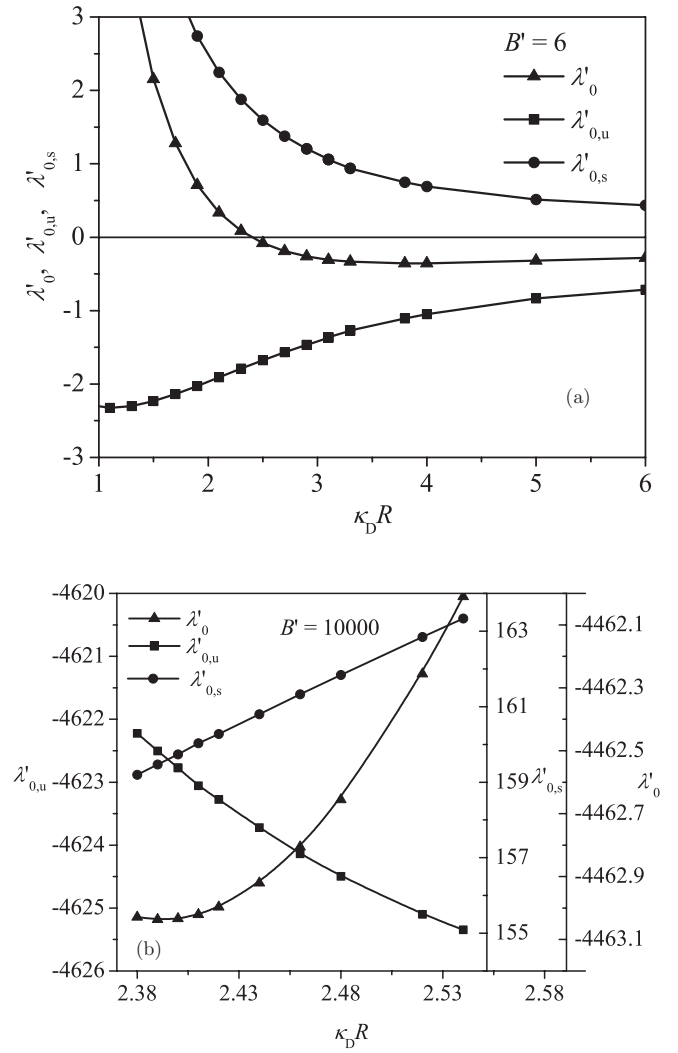 3
2
1
0
-1
-2
-3
λ'₀, λ'₀,ᵤ, λ'₀,ₛ
B' = 6
λ'₀
λ'₀,ᵤ
λ'₀,ₛ
(a)
1 2 3 4 5 6
κ_D R
-4620
-4621
-4622
-4623
-4624
-4625
-4626
λ'₀,ᵤ
λ'₀
λ'₀,ᵤ
λ'₀,ₛ
B' = 10000
(b)
163
161
159
157
155
λ'₀,ₛ
-4462.1
-4462.3
-4462.5
-4462.7
-4462.9
-4463.1
λ'₀
2.38 2.43 2.48 2.53 2.58
κ_D R